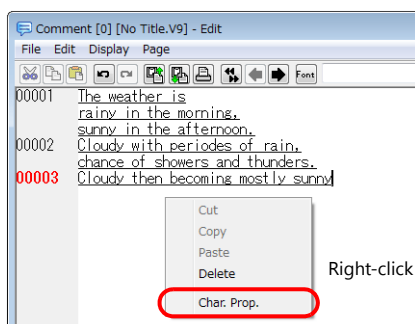 Comment [0] [No Title.V9] - Edit
File Edit Display Page
Font
00001 The weather is
rainy in the morning,
sunny in the afternoon.
00002 Cloudy with periodes of rain,
chance of showers and thunders.
00003 Cloudy then becoming mostly sunny
Cut
Copy
Paste
Delete
Right-click
Char. Prop.